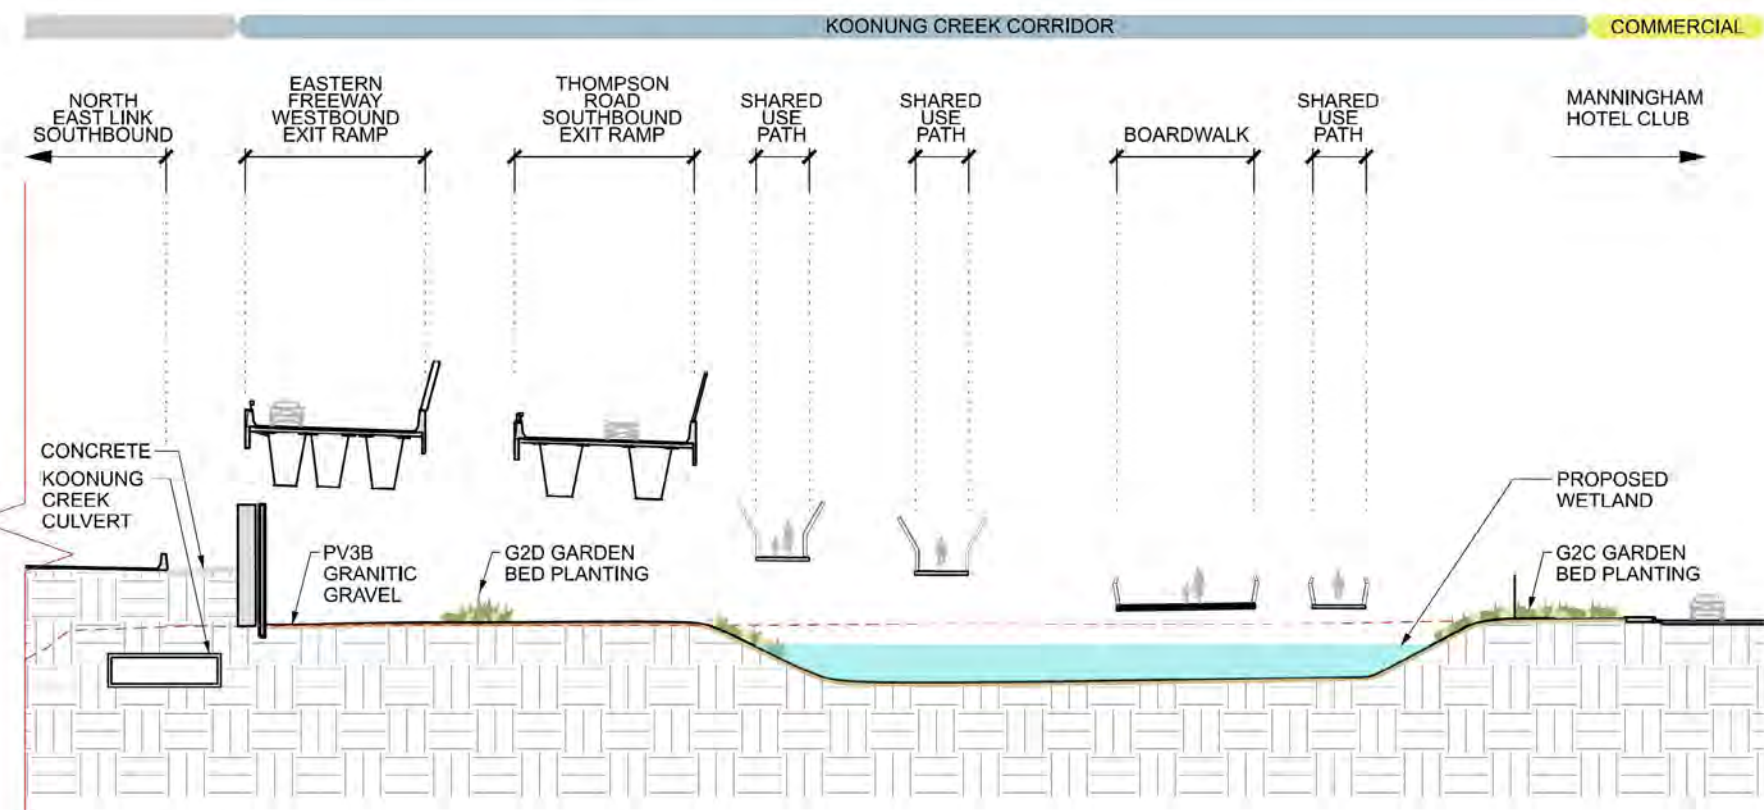 KOONUNG CREEK CORRIDOR
COMMERCIAL
NORTH
EAST LINK
SOUTHBOUND
EASTERN
FREEWAY
WESTBOUND
EXIT RAMP
THOMPSON
ROAD
SOUTHBOUND
EXIT RAMP
SHARED
USE
PATH
SHARED
USE
PATH
BOARDWALK
SHARED
USE
PATH
MANNINGHAM
HOTEL CLUB
CONCRETE
KOONUNG
CREEK
CULVERT
PV3B
GRANITIC
GRAVEL
G2D GARDEN
BED PLANTING
PROPOSED
WETLAND
G2C GARDEN
BED PLANTING